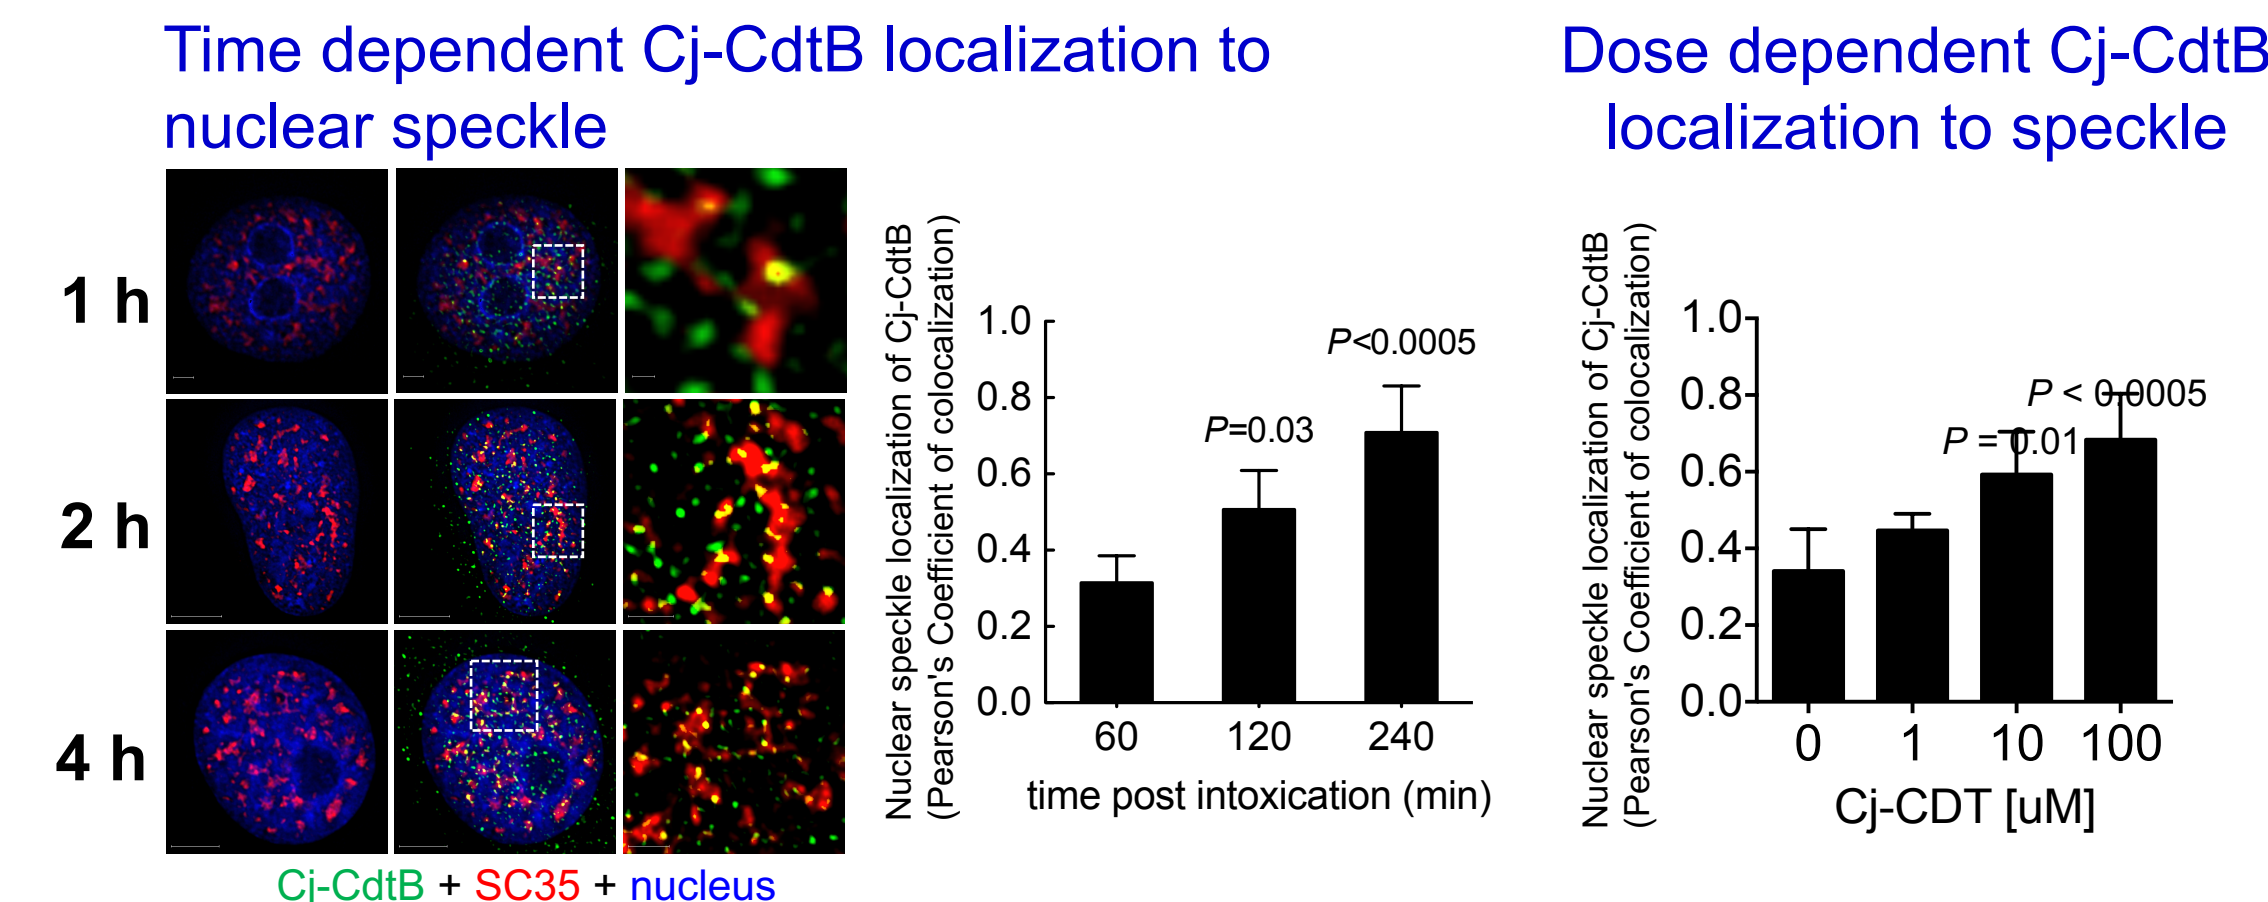 Time dependent Cj-CdtB localization to
nuclear speckle
1 h
2 h
4 h
Cj-CdtB + SC35 + nucleus
Nuclear speckle localization of Cj-CdtB
(Pearson's Coefficient of colocalization)
1.0
0.8
0.6
0.4
0.2
0.0
P=0.03
P<0.0005
60 120 240
time post intoxication (min)
Dose dependent Cj-CdtB
localization to speckle
Nuclear speckle localization of Cj-CdtB
(Pearson's Coefficient of colocalization)
1.0
0.8
0.6
0.4
0.2
0.0
P < 0.0005
P = 0.01
0 1 10 100
Cj-CDT [uM]